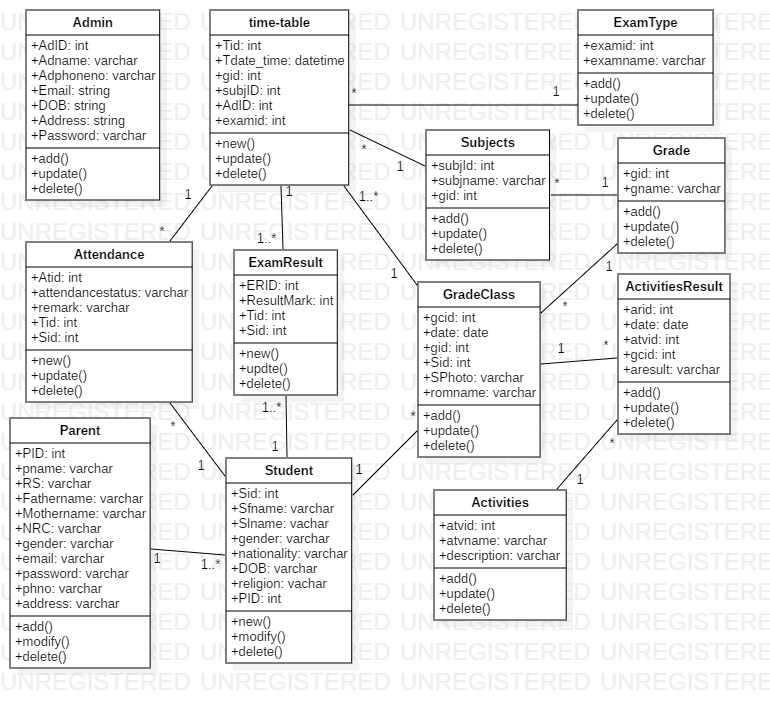 Admin
+AdID: int
+Adname: varchar
+Adphoneno: varchar
+Email: string
+DOB: string
+Address: string
+Password: varchar
+add()
+update()
+delete()
time-table
+Tid: int
+Tdate_time: datetime
+gid: int
+subjID: int
+AdID: int
+examid: int
+new()
+update()
+delete()
ExamType
+examid: int
+examname: varchar
+add()
+update()
+delete()
* 1
* 1
Subjects
+subjId: int
+subjname: varchar
+gid: int
+add()
+update()
+delete()
* 1
Grade
+gid: int
+gname: varchar
+add()
+update()
+delete()
1 *
1 1..*
1..* 1
Attendance
+Atid: int
+attendancestatus: varchar
+remark: varchar
+Tid: int
+Sid: int
+new()
+update()
+delete()
ExamResult
+ERID: int
+ResultMark: int
+Tid: int
+Sid: int
+new()
+updte()
+delete()
GradeClass
+gcid: int
+date: date
+gid: int
+Sid: int
+SPhoto: varchar
+romname: varchar
+add()
+update()
+delete()
1 *
1 *
ActivitiesResult
+arid: int
+date: date
+atvid: int
+gcid: int
+aresult: varchar
+add()
+update()
+delete()
* 1
Parent
+PID: int
+pname: varchar
+RS: varchar
+Fathername: varchar
+Mothername: varchar
+NRC: varchar
+gender: varchar
+email: varchar
+password: varchar
+phno: varchar
+address: varchar
+add()
+modify()
+delete()
* 1
1..* 1
* 1
1 1..*
Student
+Sid: int
+Sfname: varchar
+Slname: vachar
+gender: varchar
+nationality: varchar
+DOB: varchar
+religion: vachar
+PID: int
+new()
+modify()
+delete()
Activities
+atvid: int
+atvname: varchar
+description: varchar
+add()
+update()
+delete()
UNREGISTERED UNREGISTERED UNREGISTERED UNREGISTERED